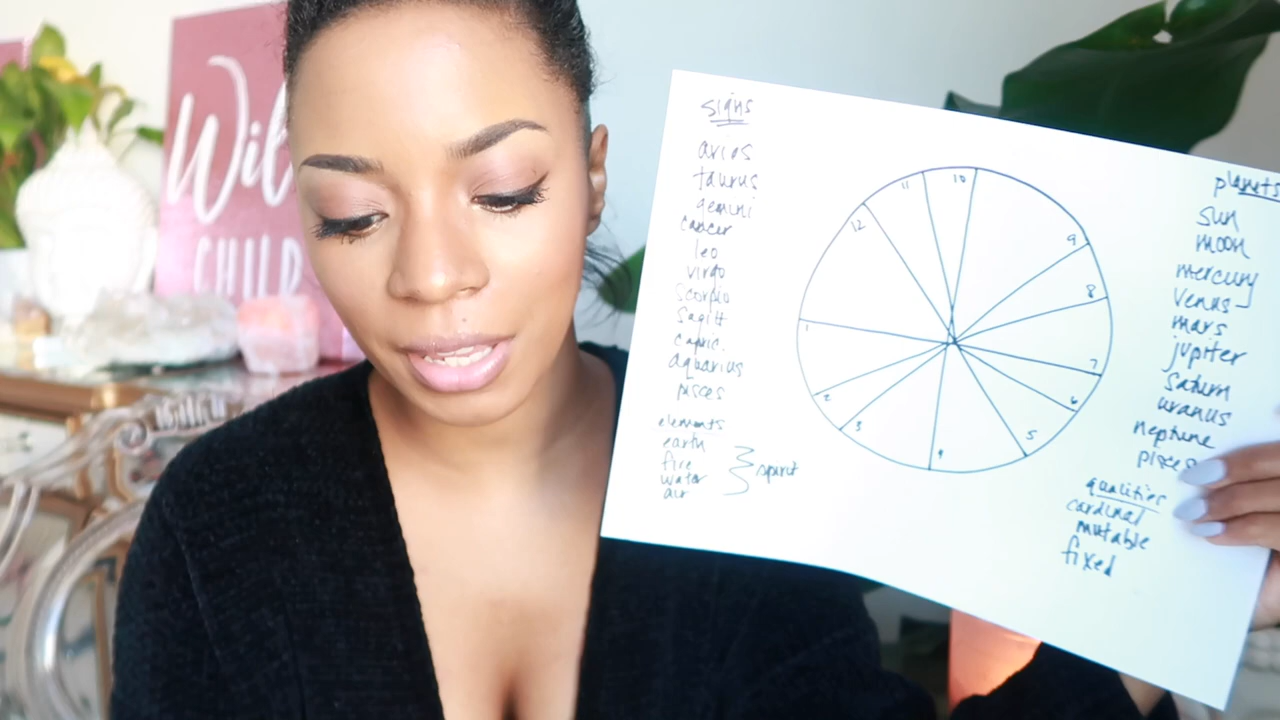 Wil
CHILD
signs
aries
taurus
gemini
cancer
leo
virgo
scorpio
Sagitt
capric.
aquarius
pisces
elements
earth
fire
water
air
spirit
10
11
12
9
8
1
7
2
6
3
5
4
planets
sun
moon
mercury
venus
mars
jupiter
saturn
uranus
neptune
pisces
qualities
cardinal
mutable
fixed